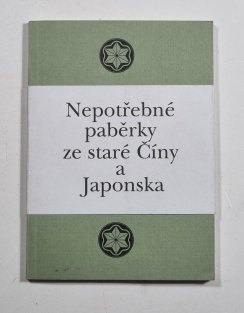 Nepotřebné
paběrky
ze staré Číny
a
Japonska